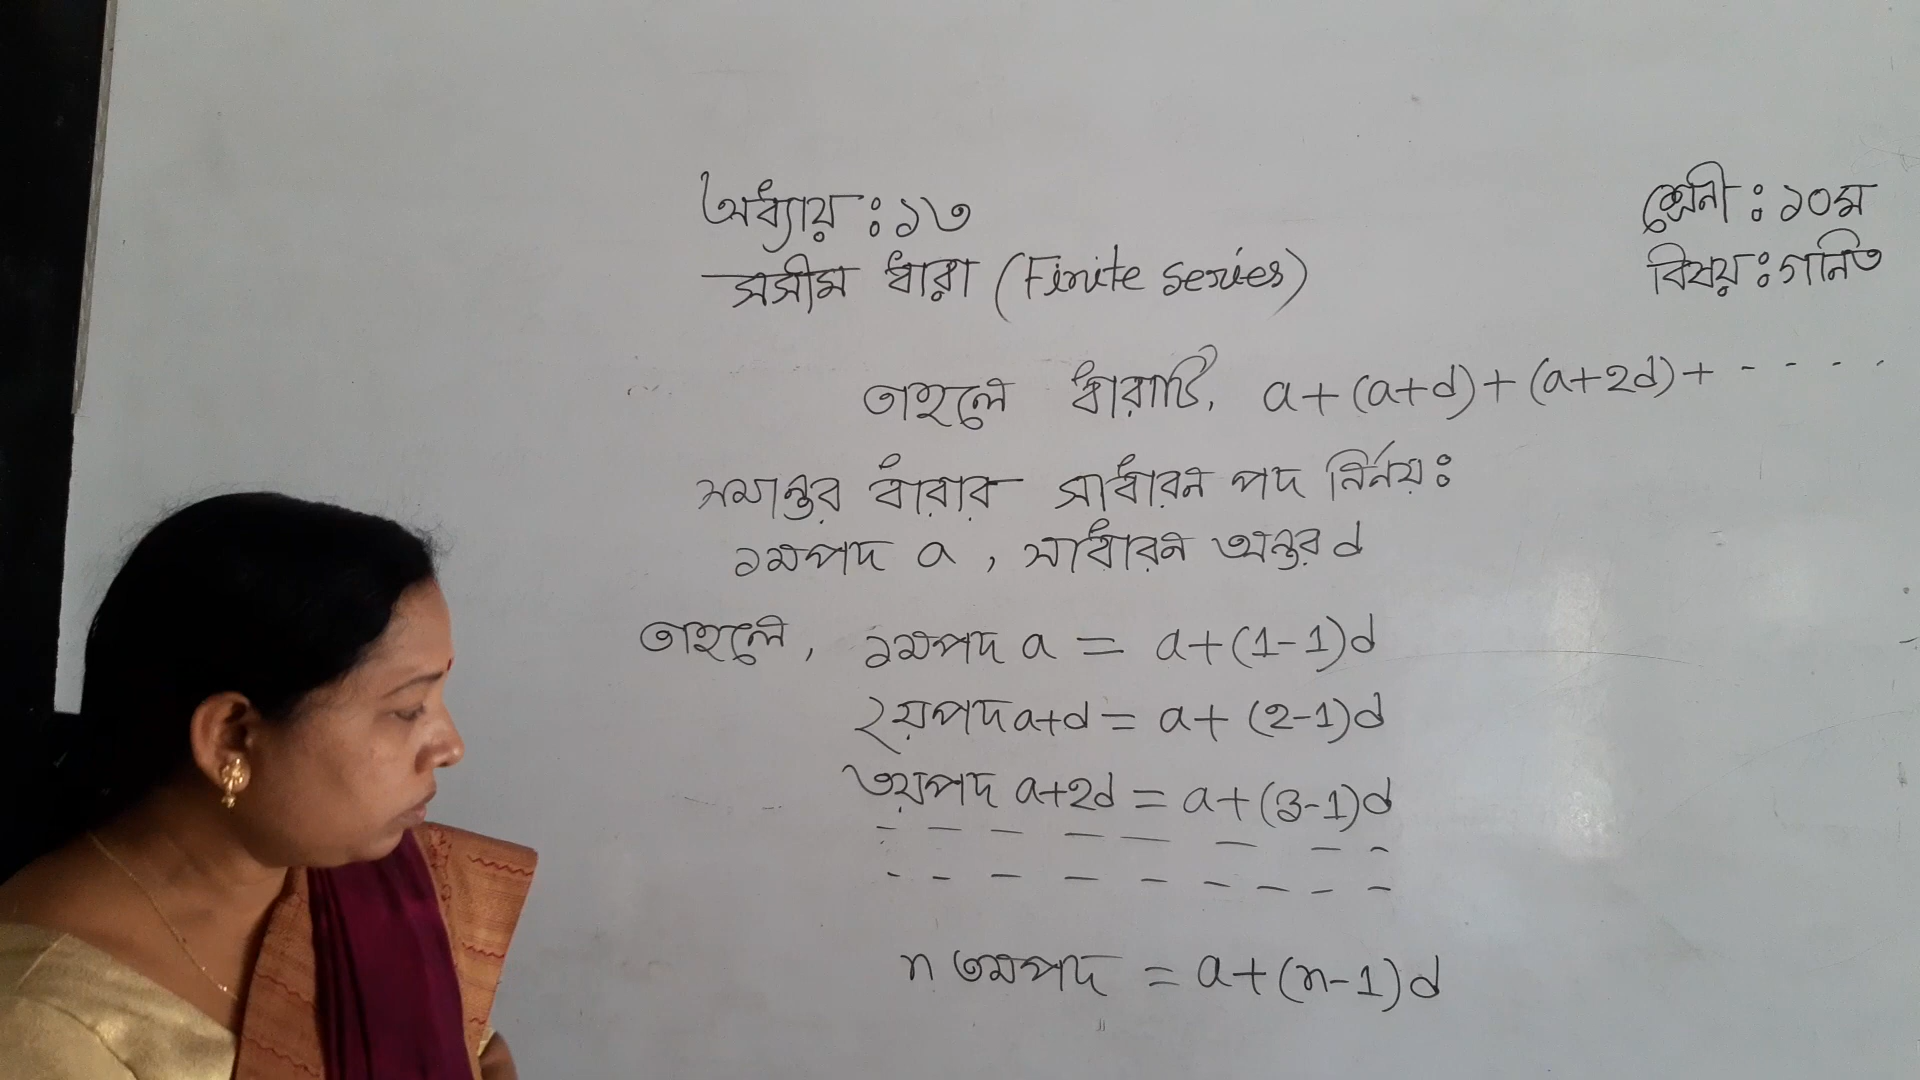 অধ্যায় : ১৩
সসীম ধারা (Finite Series)
শ্রেনী : ১০ম
বিষয় : গনিত
তাহলে ধারাটি, a+(a+d)+(a+2d)+ - - - -
সমান্তর ধারার সাধারন পদ নির্নয়ঃ
১মপদ a , সাধারন অন্তর d
তাহলে, ১মপদ a = a+(1-1)d
২য়পদ a+d = a+(2-1)d
৩য়পদ a+2d = a+(3-1)d
- - - - - - - -
- - - - - - - - -
n তমপদ = a+(n-1)d